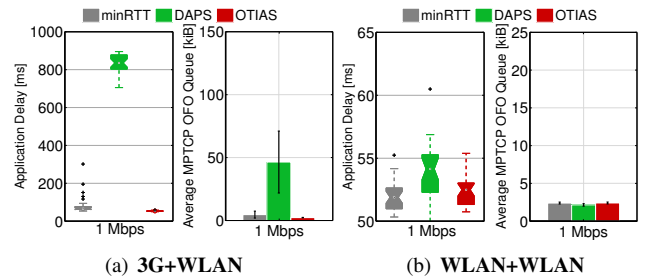 minRTT DAPS OTIAS
Application Delay [ms]
1000
800
600
400
200
0
1 Mbps
Average MPTCP OFO Queue [kiB]
150
100
50
0
1 Mbps
(a) 3G+WLAN
minRTT DAPS OTIAS
Application Delay [ms]
65
60
55
50
1 Mbps
Average MPTCP OFO Queue [kiB]
25
20
15
10
5
0
1 Mbps
(b) WLAN+WLAN